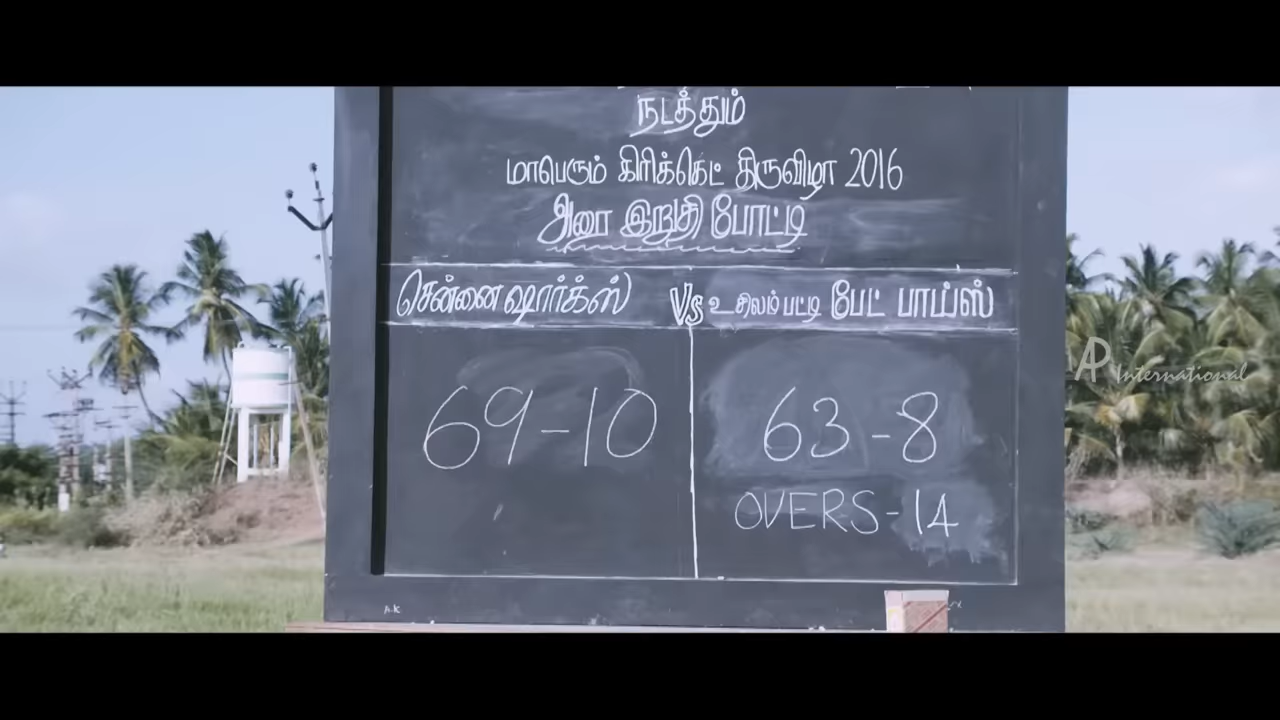 நடத்தும்
மாபெரும் கிரிக்கெட் திருவிழா 2016
அரை இறுதி போட்டி
சென்னை ஷார்க்ஸ் Vs உசிலம்பட்டி பேட் பாய்ஸ்
69-10 63-8
OVERS-14
AP International
A.K